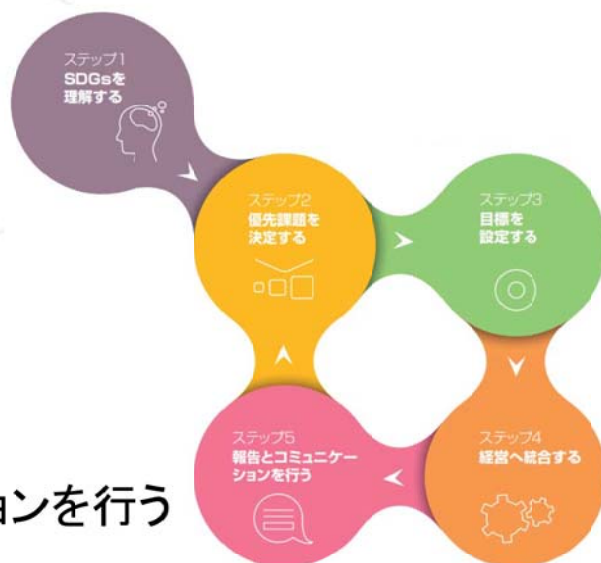 ステップ1
SDGsを
理解する
ステップ2
優先課題を
決定する
ステップ3
目標を
設定する
ステップ4
経営へ統合する
ステップ5
報告とコミュニケー
ションを行う
ョンを行う